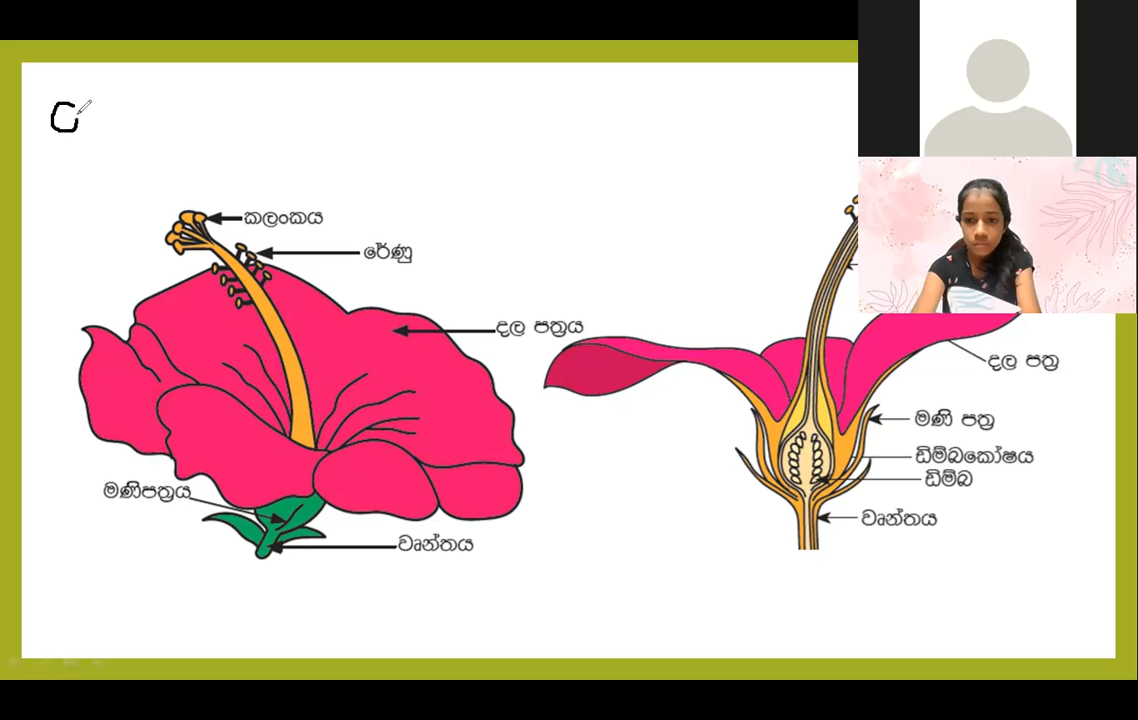 කලංකය
රේණු
දල පත්‍රය
මණිපත්‍රය
වෘන්තය
දල පත්‍ර
මණි පත්‍ර
ඩිම්බකෝෂය
ඩිම්බ
වෘන්තය